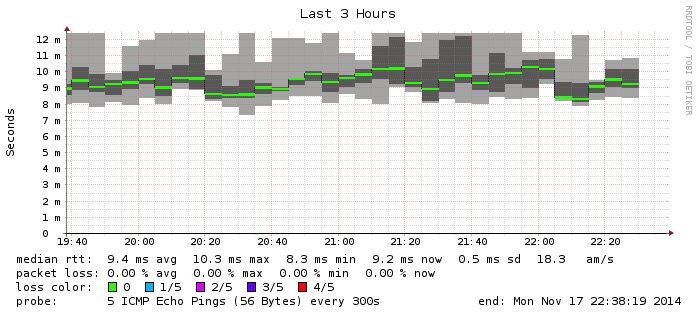 Last 3 Hours
RRDTOOL / TOBI OETIKER
Seconds
12 m
11 m
10 m
9 m
8 m
7 m
6 m
5 m
4 m
3 m
2 m
1 m
0
19:40 20:00 20:20 20:40 21:00 21:20 21:40 22:00 22:20
median rtt: 9.4 ms avg 10.3 ms max 8.3 ms min 9.2 ms now 0.5 ms sd 18.3 am/s
packet loss: 0.00 % avg 0.00 % max 0.00 % min 0.00 % now
loss color: 0 1/5 2/5 3/5 4/5
probe: 5 ICMP Echo Pings (56 Bytes) every 300s end: Mon Nov 17 22:38:19 2014